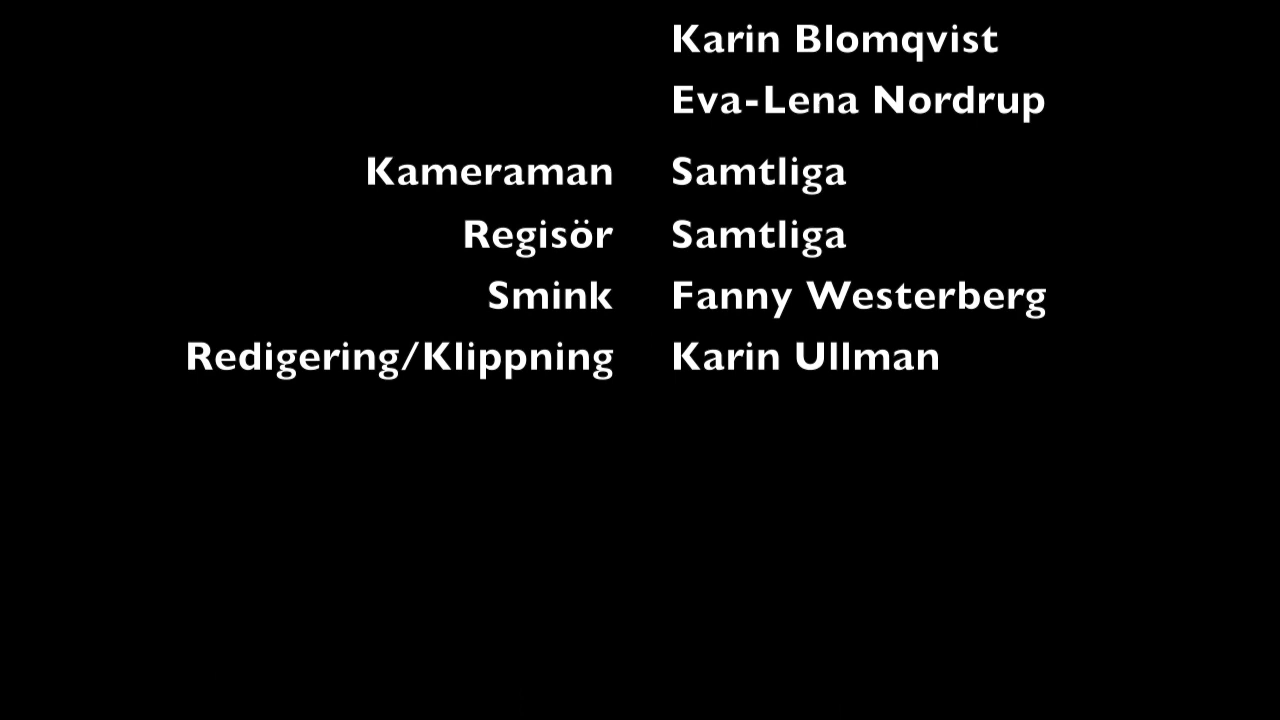 Karin Blomqvist
Eva-Lena Nordrup
Kameraman Samtliga
Regisör Samtliga
Smink Fanny Westerberg
Redigering/Klippning Karin Ullman